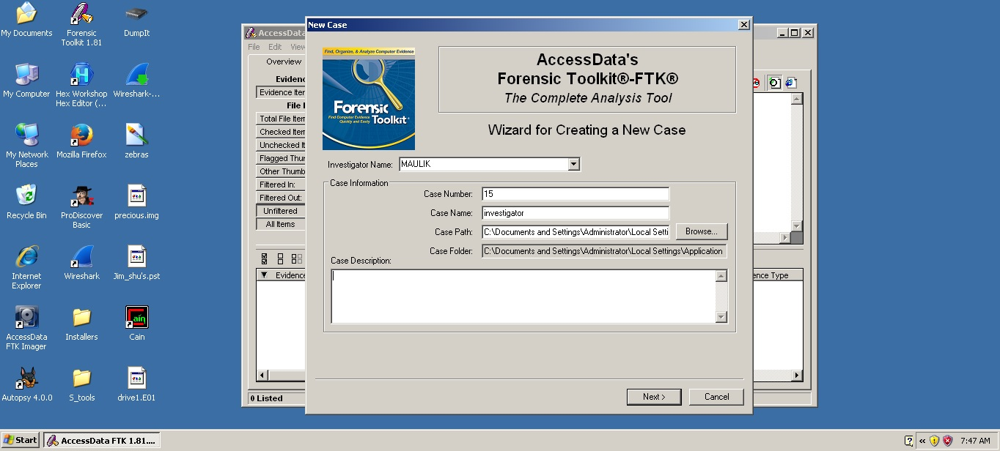 My Documents
Forensic
Toolkit 1.81
DumpIt
My Computer
Hex Workshop
Hex Editor (...
Wireshark-...
My Network
Places
Mozilla Firefox
zebras
Recycle Bin
ProDiscover
Basic
precious.img
Internet
Explorer
Wireshark
Jim_shu's.pst
AccessData
FTK Imager
Installers
Cain
Autopsy 4.0.0
S_tools
drive1.E01
AccessData
File Edit View
Overview
Evidenc
Evidence Iter
File I
Total File Item
Checked Item
Unchecked It
Flagged Thur
Other Thumb
Filtered In:
Filtered Out:
Unfiltered
All Items
Evidence
ence Type
0 Listed
New Case
Find, Organize, & Analyze Computer Evidence
Forensic
Find Computer Evidence
Quickly and Easily
Toolkit
AccessData's
Forensic Toolkit®-FTK®
The Complete Analysis Tool
Wizard for Creating a New Case
Investigator Name: MAULIK
Case Information
Case Number: 15
Case Name: investigator
Case Path: C:\Documents and Settings\Administrator\Local Setti Browse...
Case Folder: C:\Documents and Settings\Administrator\Local Settings\Application
Case Description:
Next >
Cancel
Start
AccessData FTK 1.81....
7:47 AM